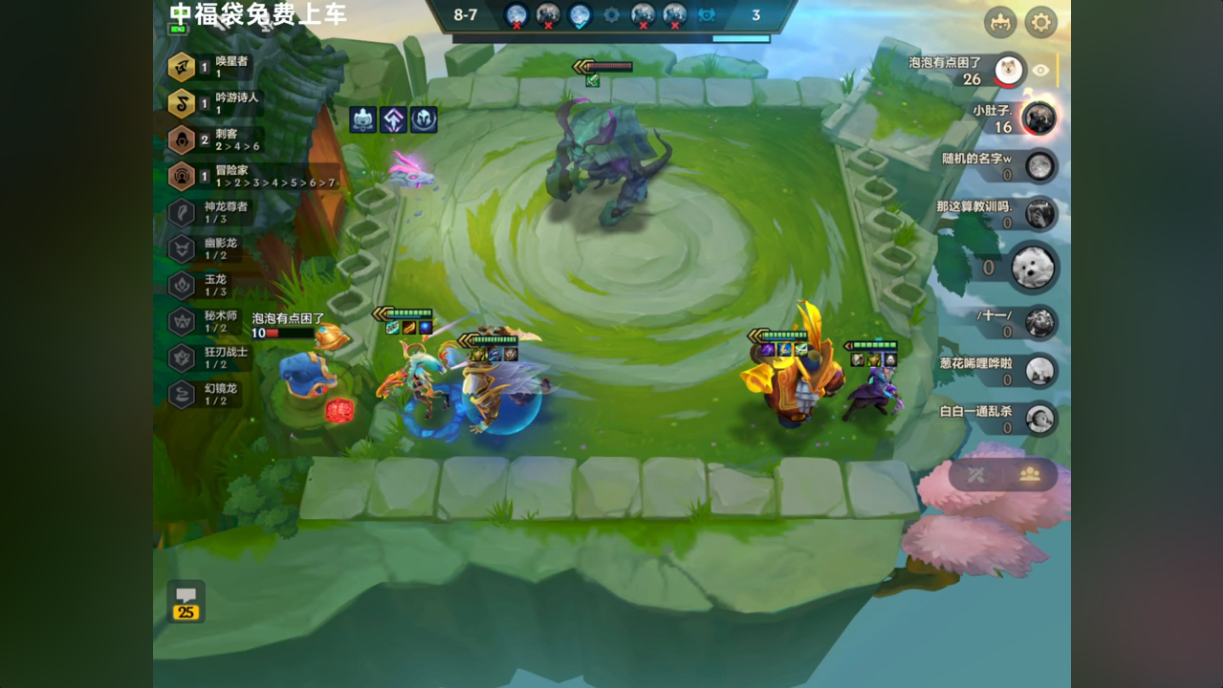 中福袋免费上车
8-7
3
1 唤星者
1
1 吟游诗人
1
2 刺客
2 > 4 > 6
1 冒险家
1 > 2 > 3 > 4 > 5 > 6 > 7
神龙尊者
1 / 3
幽影龙
1 / 2
玉龙
1 / 3
秘术师
1 / 2
狂刃战士
1 / 2
幻镜龙
1 / 2
泡泡有点困了
10
25
泡泡有点困了
26
小肚子.
16
随机的名字w
0
那这算教训吗.
0
0
/十一/
0
葱花唏哩哗啦
0
白白一通乱杀
0